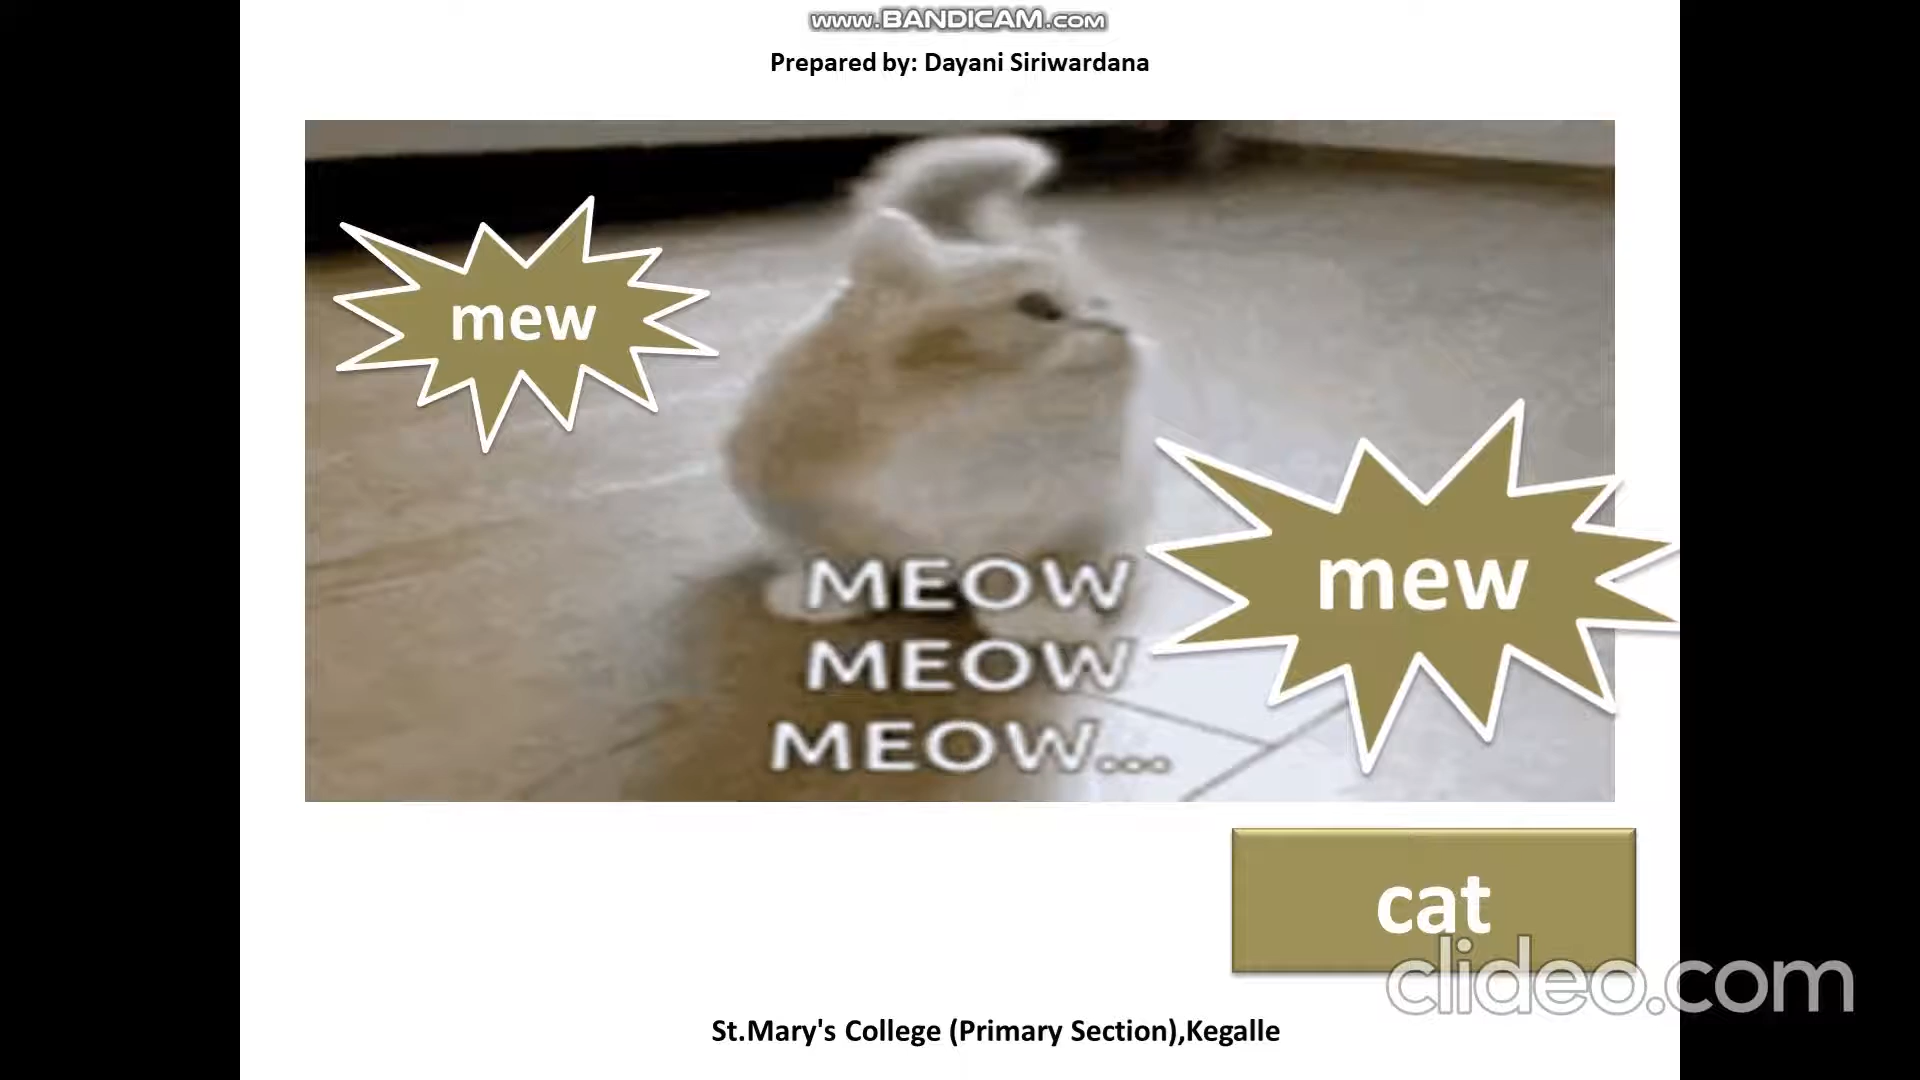 www.BANDICAM.com
Prepared by: Dayani Siriwardana
mew
mew
MEOW
MEOW
MEOW...
cat
clideo.com
St.Mary's College (Primary Section),Kegalle